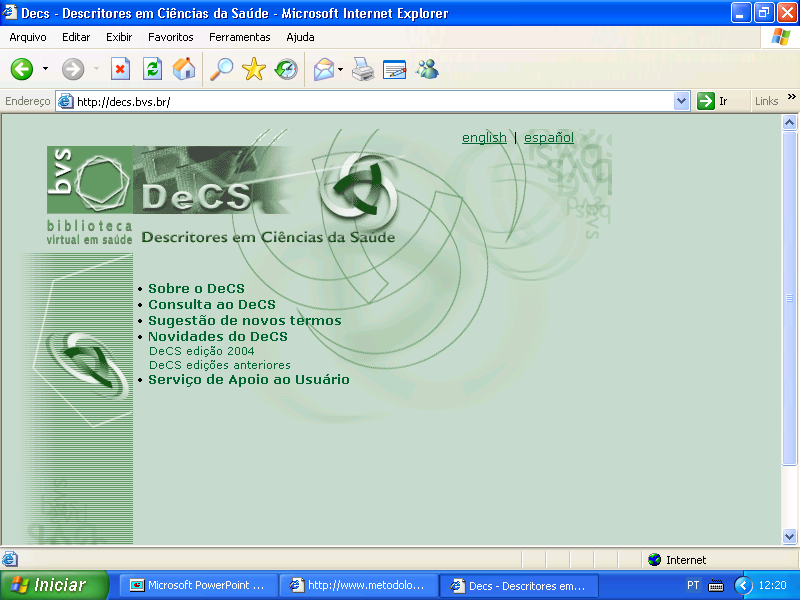 Decs - Descritores em Ciências da Saúde - Microsoft Internet Explorer
Arquivo Editar Exibir Favoritos Ferramentas Ajuda
Endereço http://decs.bvs.br/ Ir Links »
english | español
bvs
DeCS
biblioteca
virtual em saúde
Descritores em Ciências da Saúde
• Sobre o DeCS
• Consulta ao DeCS
• Sugestão de novos termos
• Novidades do DeCS
DeCS edição 2004
DeCS edições anteriores
• Serviço de Apoio ao Usuário
Internet
Iniciar Microsoft PowerPoint ... http://www.metodolo... Decs - Descritores em... PT 12:20